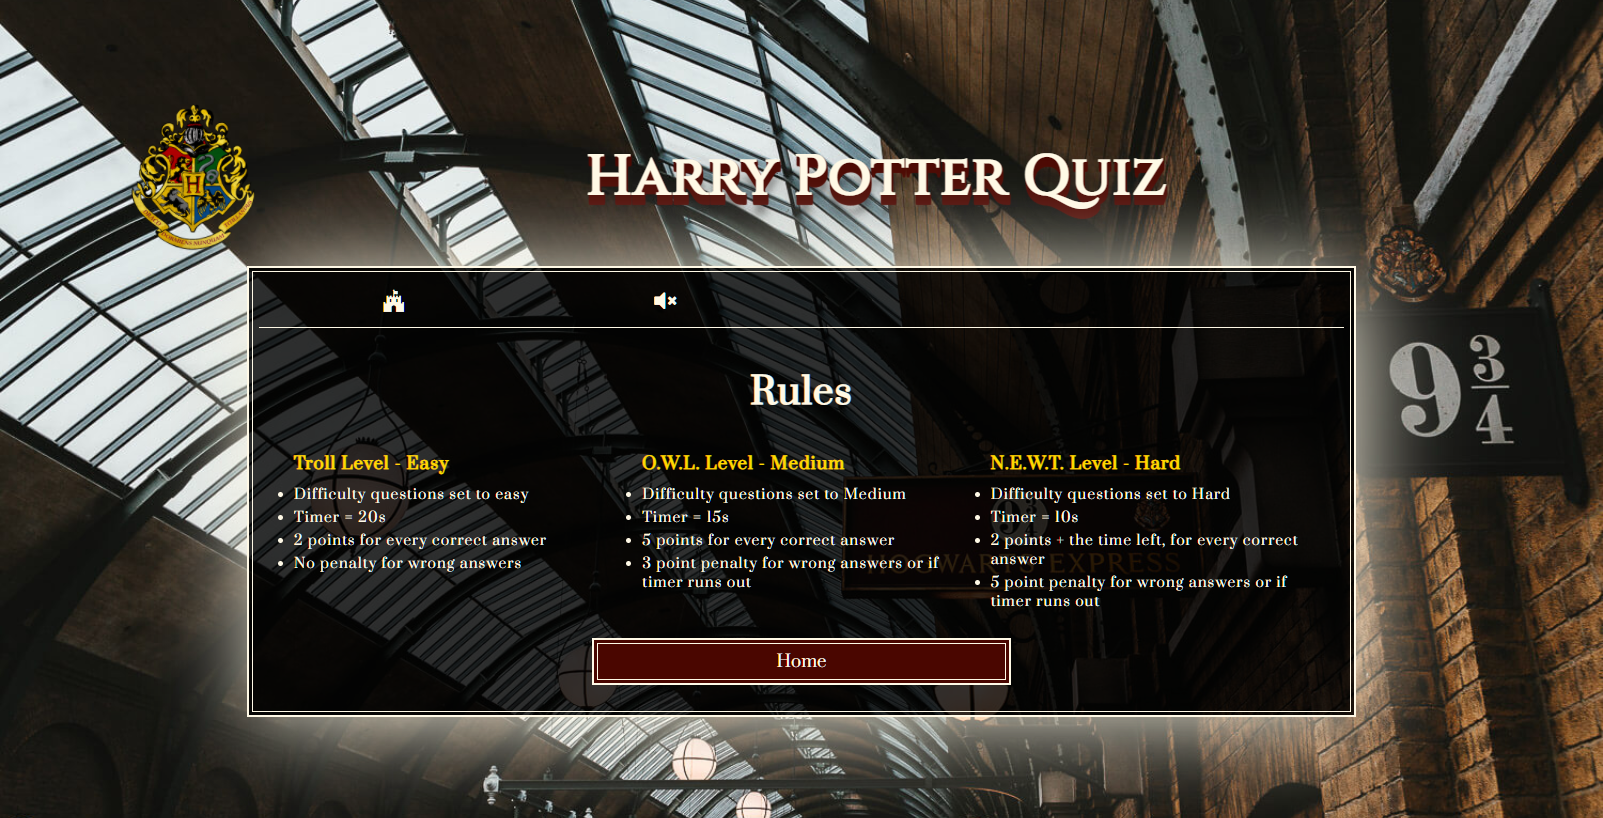 Harry Potter Quiz
9 3/4
Rules
Troll Level - Easy
Difficulty questions set to easy
Timer = 20s
2 points for every correct answer
No penalty for wrong answers
O.W.L. Level - Medium
Difficulty questions set to Medium
Timer = 15s
5 points for every correct answer
3 point penalty for wrong answers or if
timer runs out
N.E.W.T. Level - Hard
Difficulty questions set to Hard
Timer = 10s
2 points + the time left, for every correct
answer
5 point penalty for wrong answers or if
timer runs out
HOGWARTS EXPRESS
Home